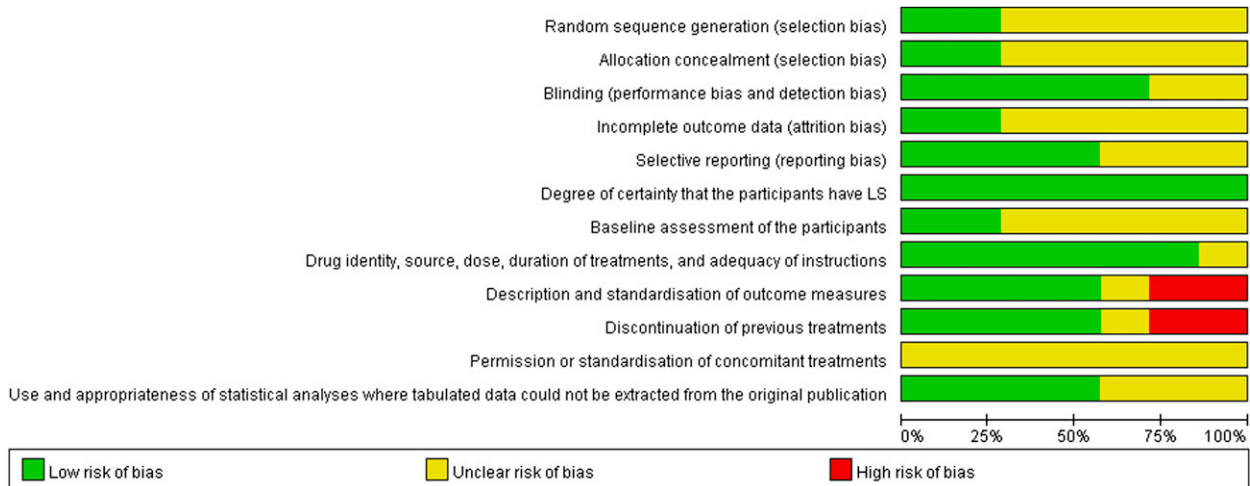 Random sequence generation (selection bias)
Allocation concealment (selection bias)
Blinding (performance bias and detection bias)
Incomplete outcome data (attrition bias)
Selective reporting (reporting bias)
Degree of certainty that the participants have LS
Baseline assessment of the participants
Drug identity, source, dose, duration of treatments, and adequacy of instructions
Description and standardisation of outcome measures
Discontinuation of previous treatments
Permission or standardisation of concomitant treatments
Use and appropriateness of statistical analyses where tabulated data could not be extracted from the original publication
0% 25% 50% 75% 100%
Low risk of bias Unclear risk of bias High risk of bias